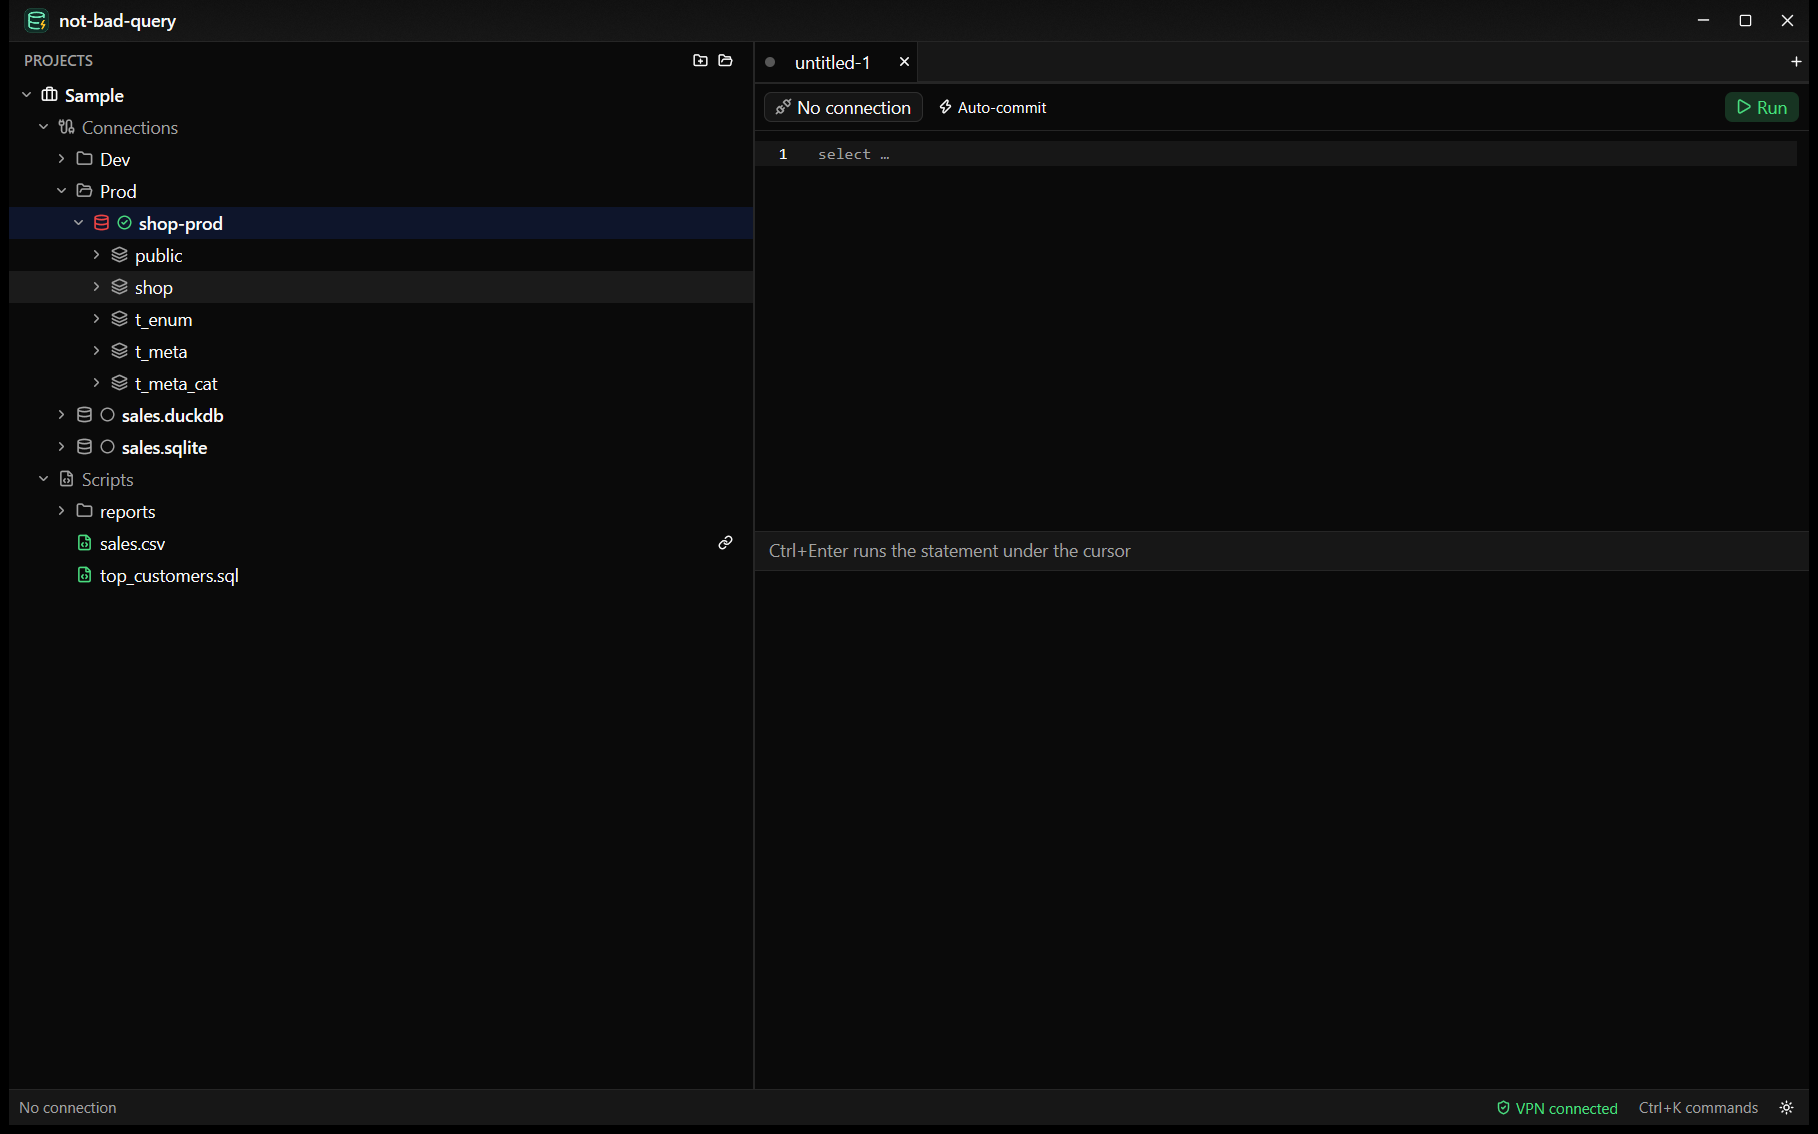 not-bad-query
PROJECTS
Sample
Connections
Dev
Prod
shop-prod
public
shop
t_enum
t_meta
t_meta_cat
sales.duckdb
sales.sqlite
Scripts
reports
sales.csv
top_customers.sql
untitled-1
No connection
Auto-commit
Run
1 select …
Ctrl+Enter runs the statement under the cursor
No connection
VPN connected
Ctrl+K commands